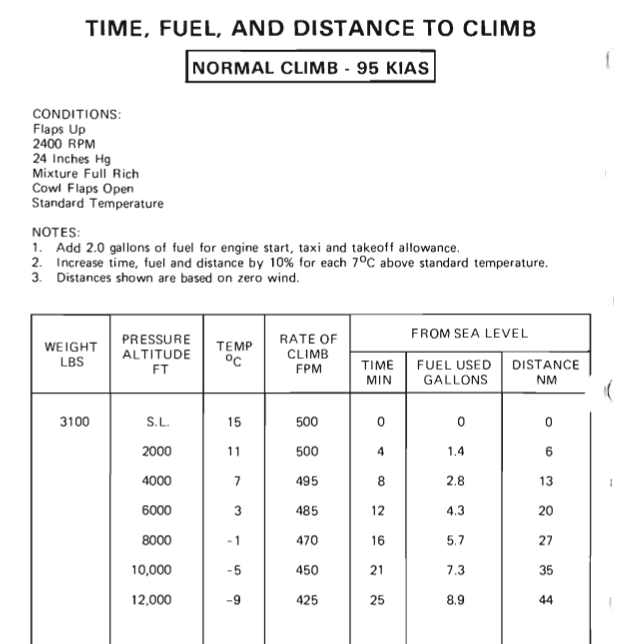 TIME, FUEL, AND DISTANCE TO CLIMB
NORMAL CLIMB - 95 KIAS
CONDITIONS:
Flaps Up
2400 RPM
24 Inches Hg
Mixture Full Rich
Cowl Flaps Open
Standard Temperature
NOTES:
1. Add 2.0 gallons of fuel for engine start, taxi and takeoff allowance.
2. Increase time, fuel and distance by 10% for each 7°C above standard temperature.
3. Distances shown are based on zero wind.
WEIGHT LBS | PRESSURE ALTITUDE FT | TEMP °C | RATE OF CLIMB FPM | FROM SEA LEVEL
TIME MIN | FUEL USED GALLONS | DISTANCE NM
3100 | S.L. | 15 | 500 | 0 | 0 | 0
2000 | 11 | 500 | 4 | 1.4 | 6
4000 | 7 | 495 | 8 | 2.8 | 13
6000 | 3 | 485 | 12 | 4.3 | 20
8000 | -1 | 470 | 16 | 5.7 | 27
10,000 | -5 | 450 | 21 | 7.3 | 35
12,000 | -9 | 425 | 25 | 8.9 | 44